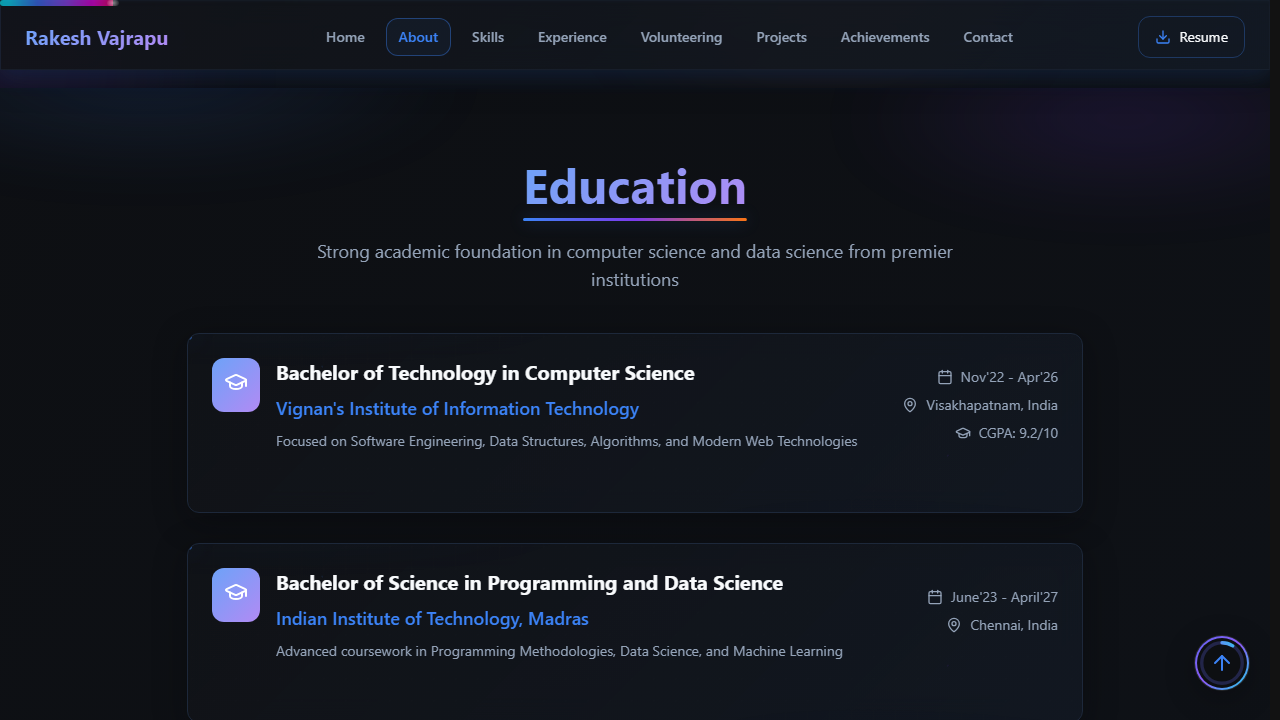 Rakesh Vajrapu
Home
About
Skills
Experience
Volunteering
Projects
Achievements
Contact
Resume
Education
Strong academic foundation in computer science and data science from premier
institutions
Bachelor of Technology in Computer Science
Vignan's Institute of Information Technology
Focused on Software Engineering, Data Structures, Algorithms, and Modern Web Technologies
Nov'22 - Apr'26
Visakhapatnam, India
CGPA: 9.2/10
Bachelor of Science in Programming and Data Science
Indian Institute of Technology, Madras
Advanced coursework in Programming Methodologies, Data Science, and Machine Learning
June'23 - April'27
Chennai, India